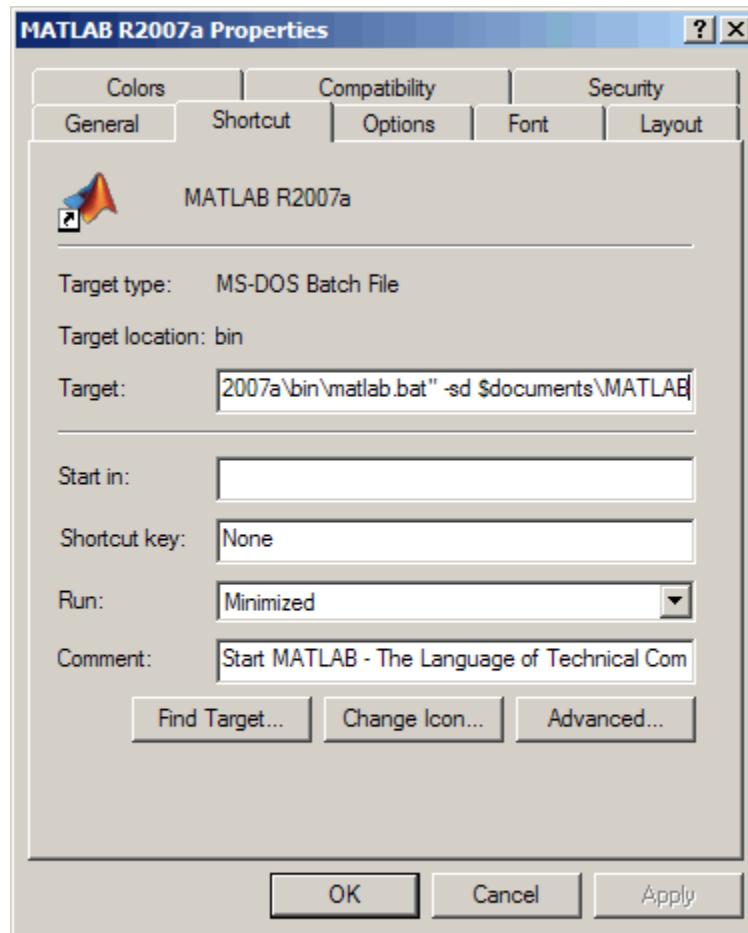 MATLAB R2007a Properties
Colors Compatibility Security
General Shortcut Options Font Layout
MATLAB R2007a
Target type: MS-DOS Batch File
Target location: bin
Target: 2007a\bin\matlab.bat" -sd $documents\MATLAB
Start in:
Shortcut key: None
Run: Minimized
Comment: Start MATLAB - The Language of Technical Com
Find Target... Change Icon... Advanced...
OK Cancel Apply